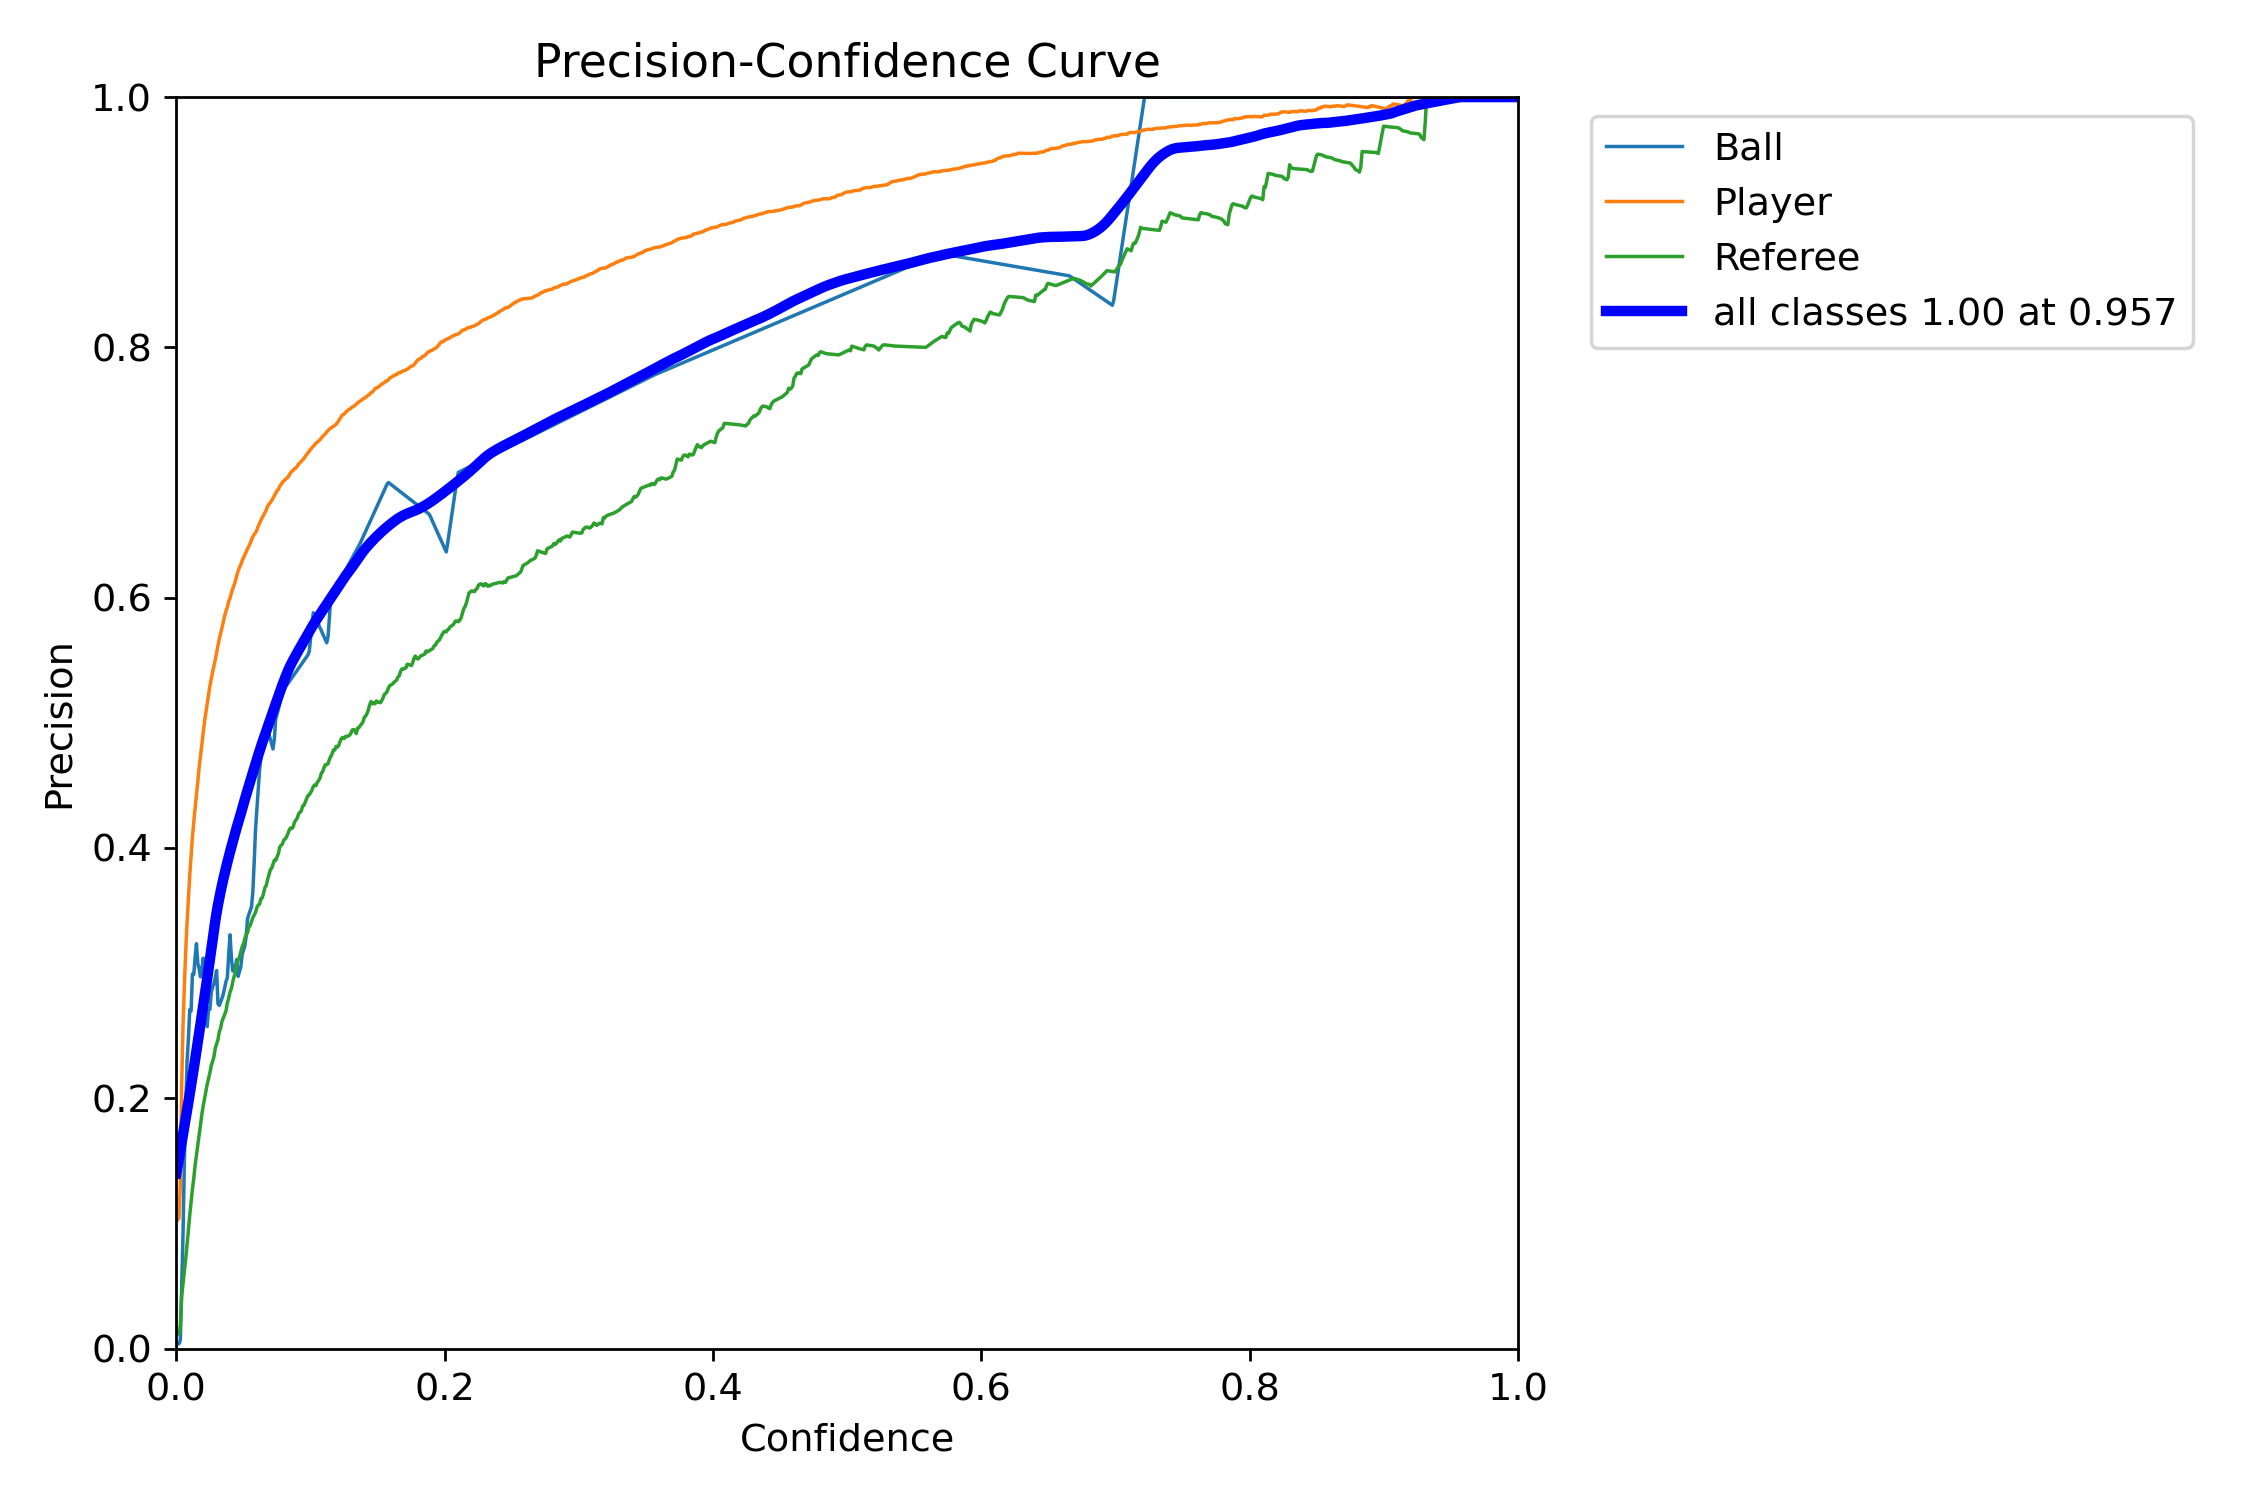 Precision-Confidence Curve
1.0
0.8
0.6
0.4
0.2
0.0
Precision
0.0 0.2 0.4 0.6 0.8 1.0
Confidence
Ball
Player
Referee
all classes 1.00 at 0.957